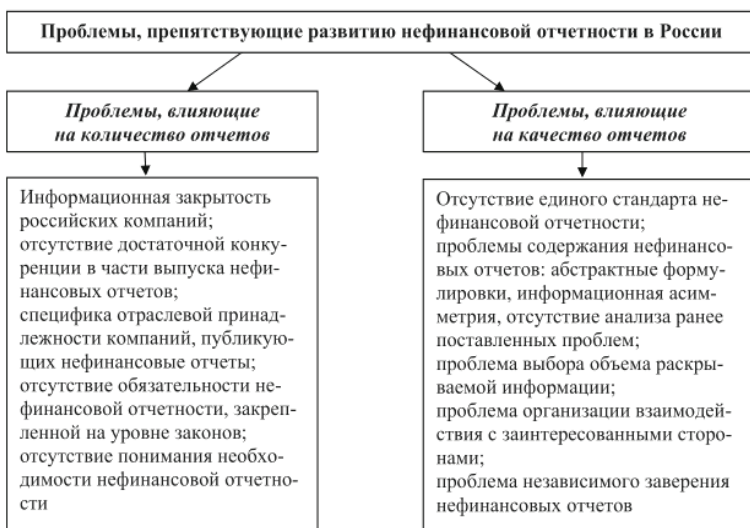 Проблемы, препятствующие развитию нефинансовой отчетности в России
Проблемы, влияющие
на количество отчетов
Информационная закрытость
российских компаний;
отсутствие достаточной конку-
ренции в части выпуска нефи-
нансовых отчетов;
специфика отраслевой принад-
лежности компаний, публикую-
щих нефинансовые отчеты;
отсутствие обязательности не-
финансовой отчетности, закреп-
ленной на уровне законов;
отсутствие понимания необхо-
димости нефинансовой отчетно-
сти
Проблемы, влияющие
на качество отчетов
Отсутствие единого стандарта не-
финансовой отчетности;
проблемы содержания нефинансо-
вых отчетов: абстрактные форму-
лировки, информационная асим-
метрия, отсутствие анализа ранее
поставленных проблем;
проблема выбора объема раскры-
ваемой информации;
проблема организации взаимодей-
ствия с заинтересованными сторо-
нами;
проблема независимого заверения
нефинансовых отчетов